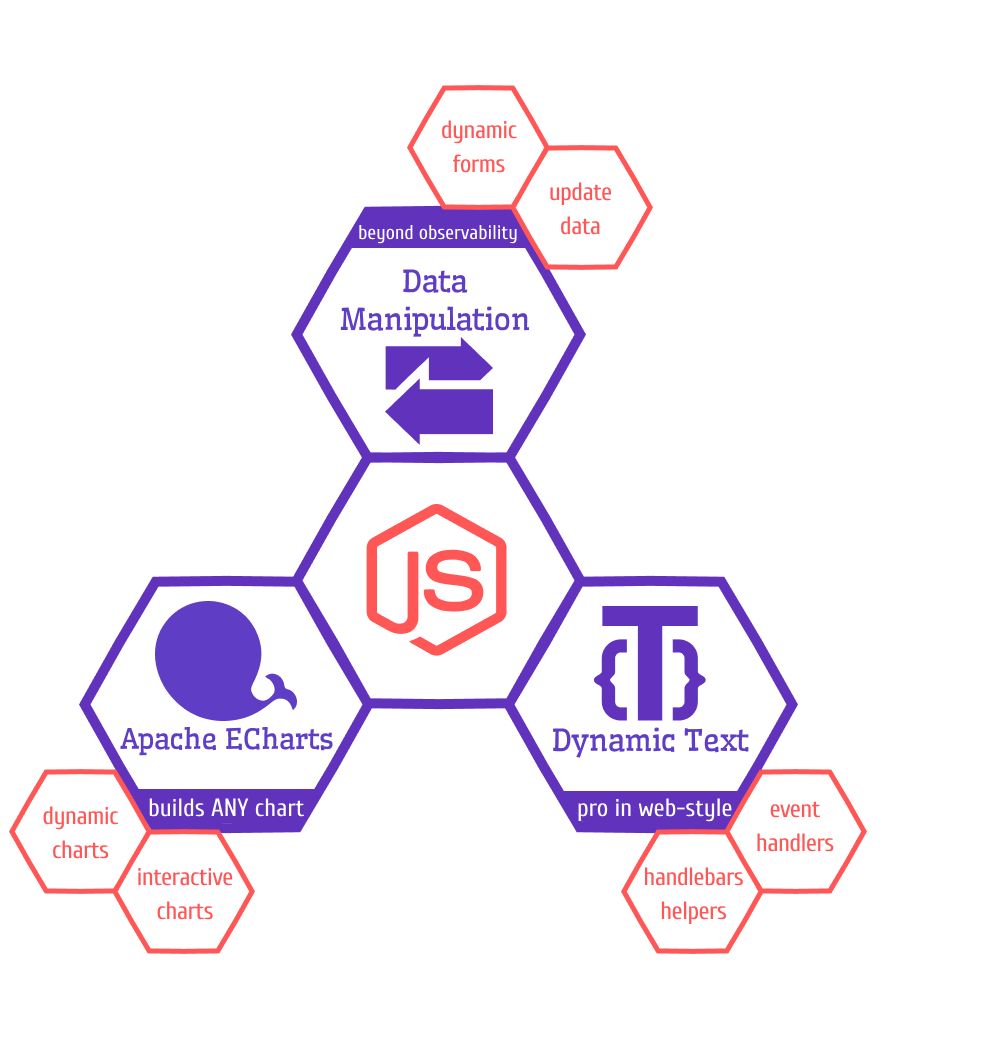 dynamic
forms
update
data
beyond observability
Data
Manipulation
JS
Apache ECharts
builds ANY chart
dynamic
charts
interactive
charts
{T}
Dynamic Text
pro in web-style
event
handlers
handlebars
helpers